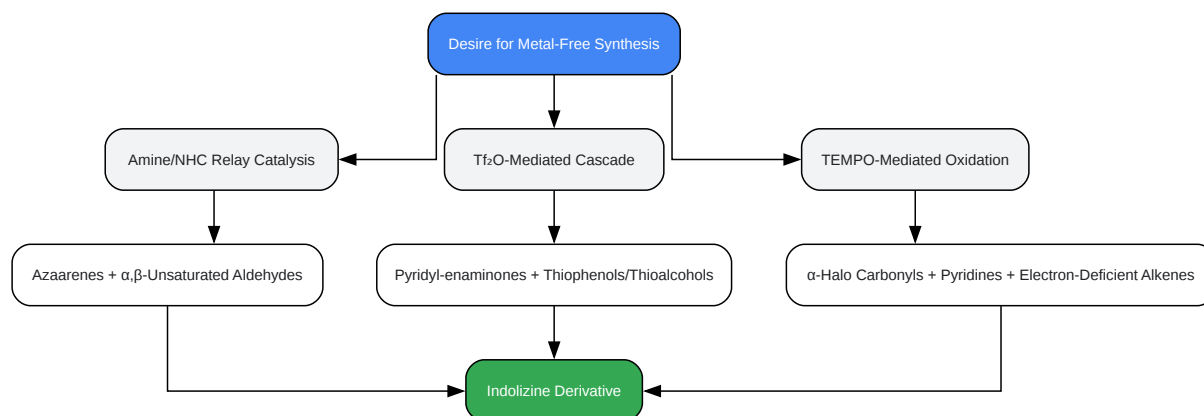 Desire for Metal-Free Synthesis
Amine/NHC Relay Catalysis
Tf₂O-Mediated Cascade
TEMPO-Mediated Oxidation
Azaarenes + α,β-Unsaturated Aldehydes
Pyridyl-enaminones + Thiophenols/Thioalcohols
α-Halo Carbonyls + Pyridines + Electron-Deficient Alkenes
Indolizine Derivative